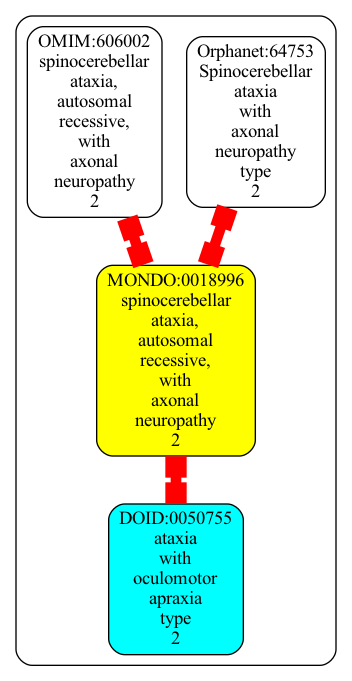 OMIM:606002
spinocerebellar
ataxia,
autosomal
recessive,
with
axonal
neuropathy
2
Orphanet:64753
Spinocerebellar
ataxia
with
axonal
neuropathy
type
2
MONDO:0018996
spinocerebellar
ataxia,
autosomal
recessive,
with
axonal
neuropathy
2
DOID:0050755
ataxia
with
oculomotor
apraxia
type
2